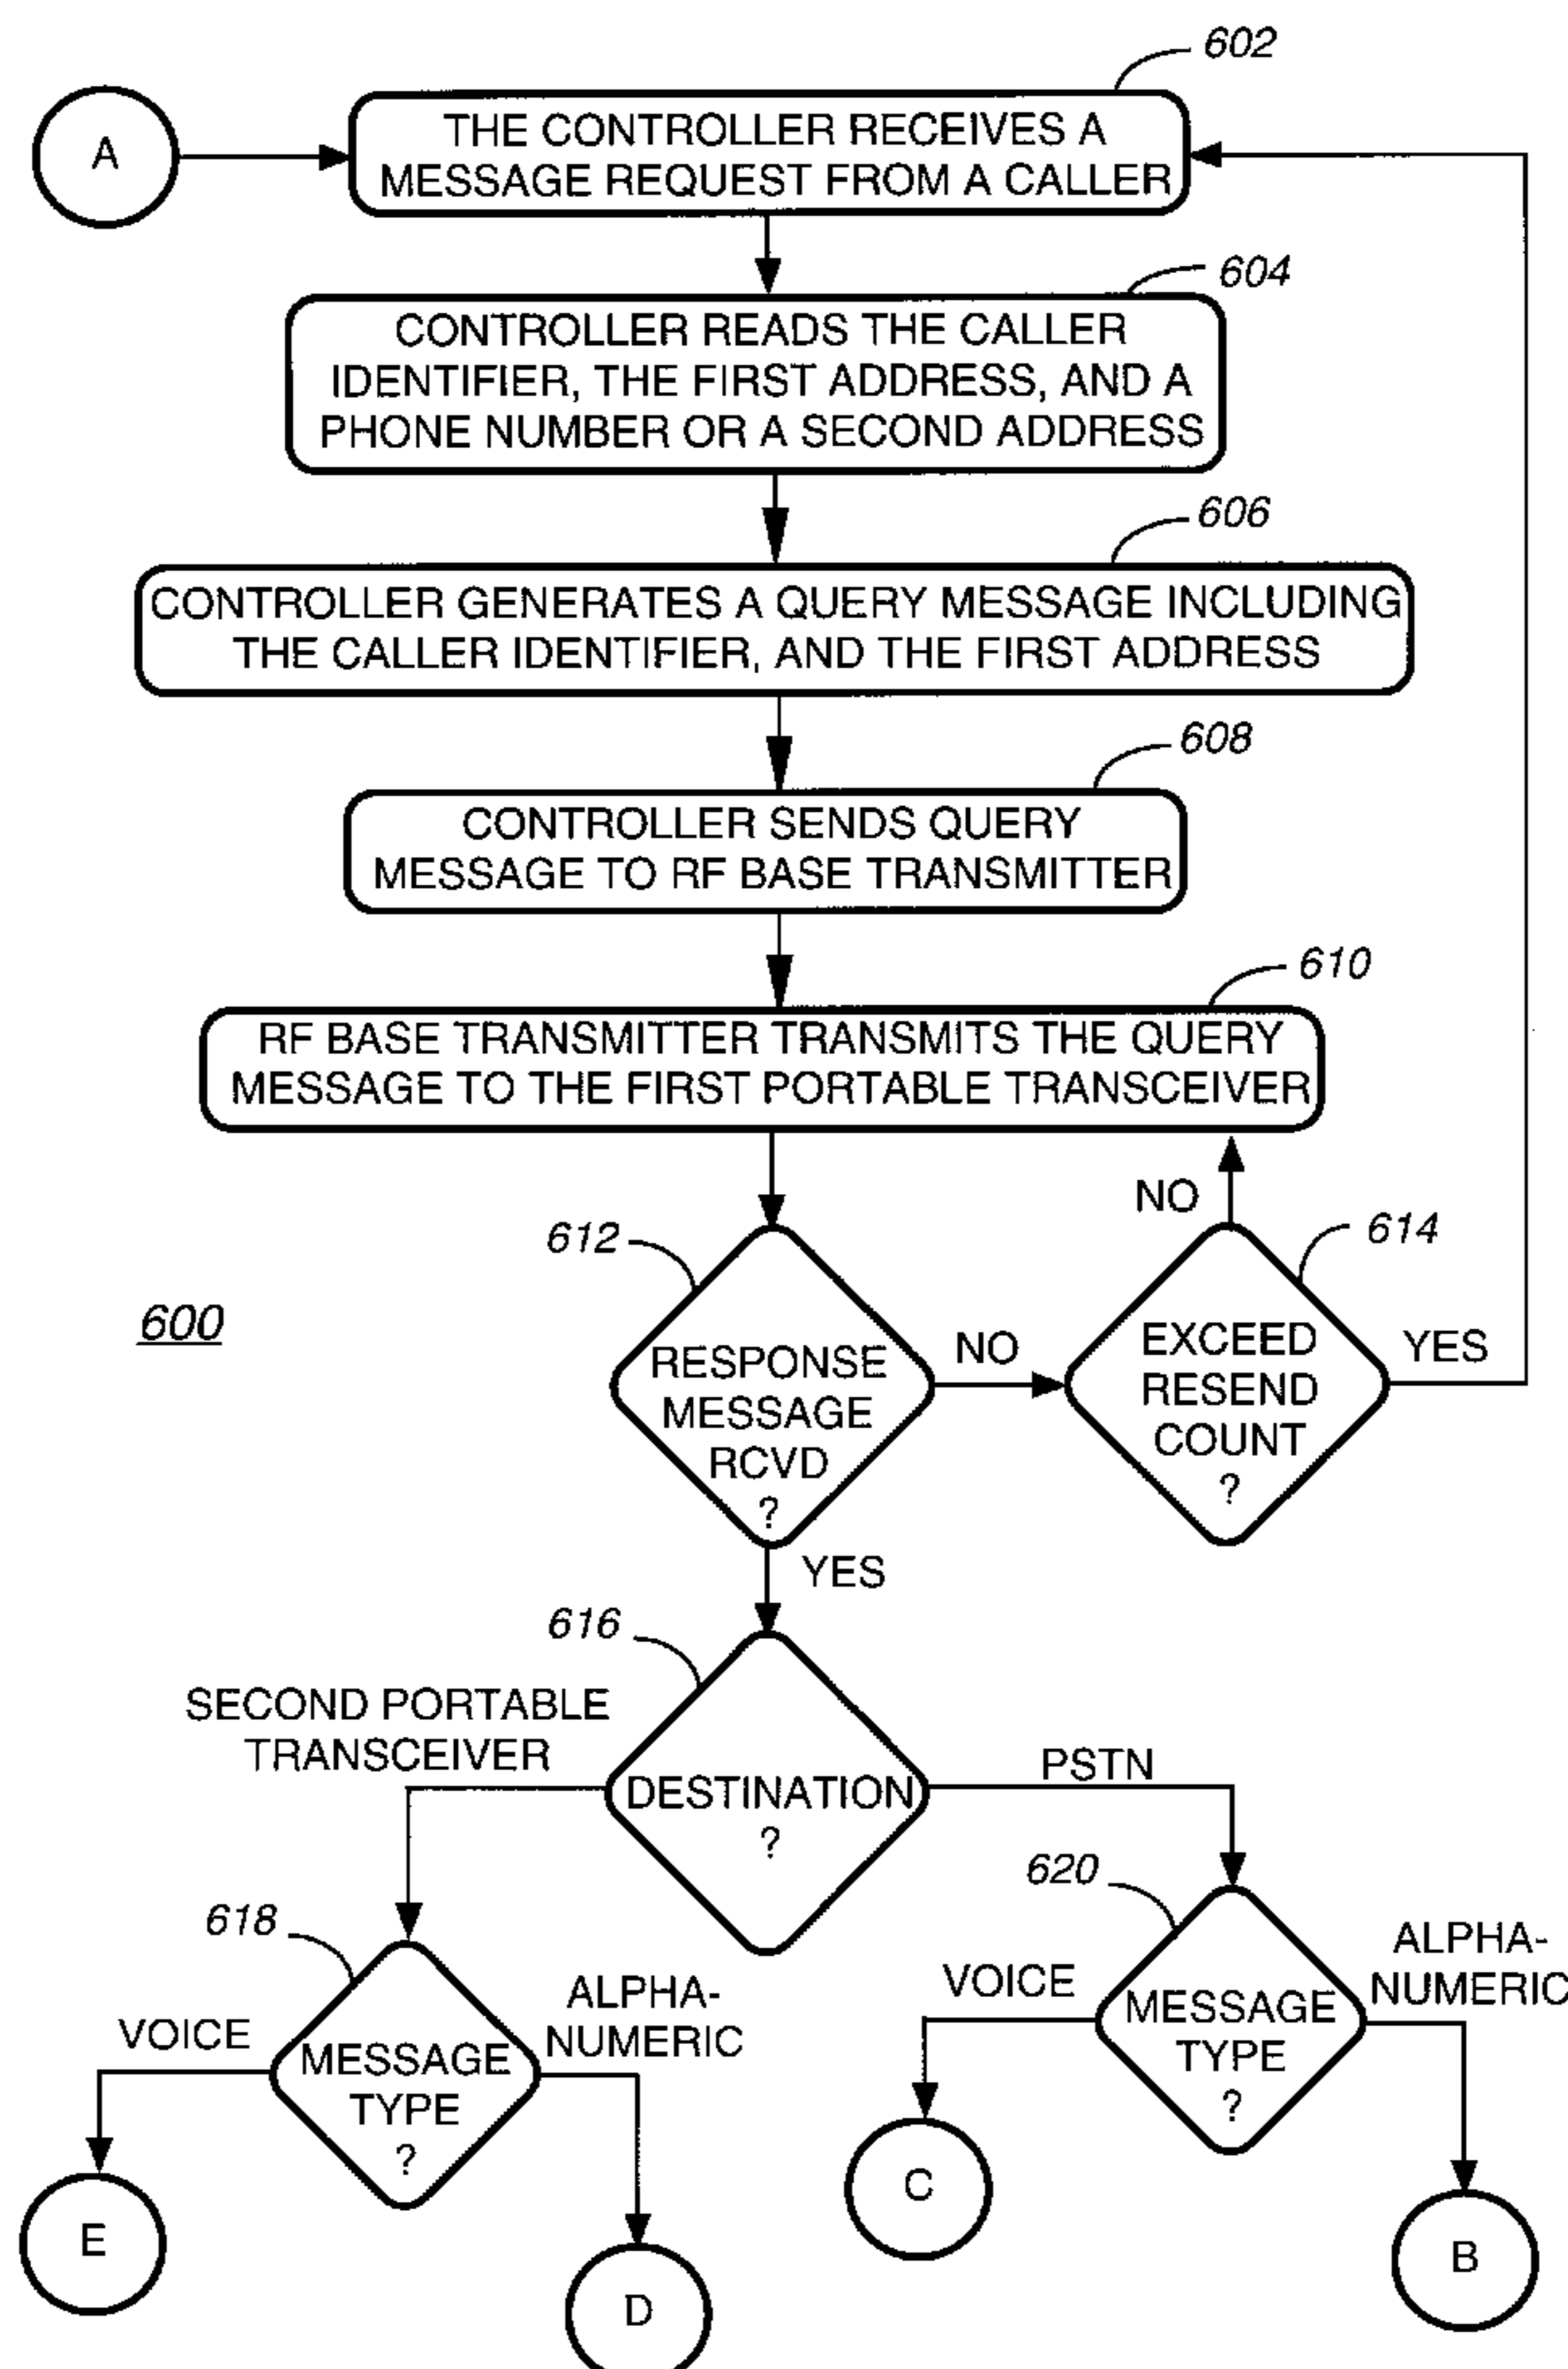 602
A
THE CONTROLLER RECEIVES A
MESSAGE REQUEST FROM A CALLER
604
CONTROLLER READS THE CALLER
IDENTIFIER, THE FIRST ADDRESS, AND A
PHONE NUMBER OR A SECOND ADDRESS
606
CONTROLLER GENERATES A QUERY MESSAGE INCLUDING
THE CALLER IDENTIFIER, AND THE FIRST ADDRESS
608
CONTROLLER SENDS QUERY
MESSAGE TO RF BASE TRANSMITTER
610
RF BASE TRANSMITTER TRANSMITS THE QUERY
MESSAGE TO THE FIRST PORTABLE TRANSCEIVER
NO
612
614
600
RESPONSE
MESSAGE
RCVD
?
NO
EXCEED
RESEND
COUNT
?
YES
YES
616
SECOND PORTABLE
TRANSCEIVER
DESTINATION
?
PSTN
618
620
VOICE
MESSAGE
TYPE
?
ALPHA-
NUMERIC
VOICE
MESSAGE
TYPE
?
ALPHA-
NUMERIC
E
D
C
B